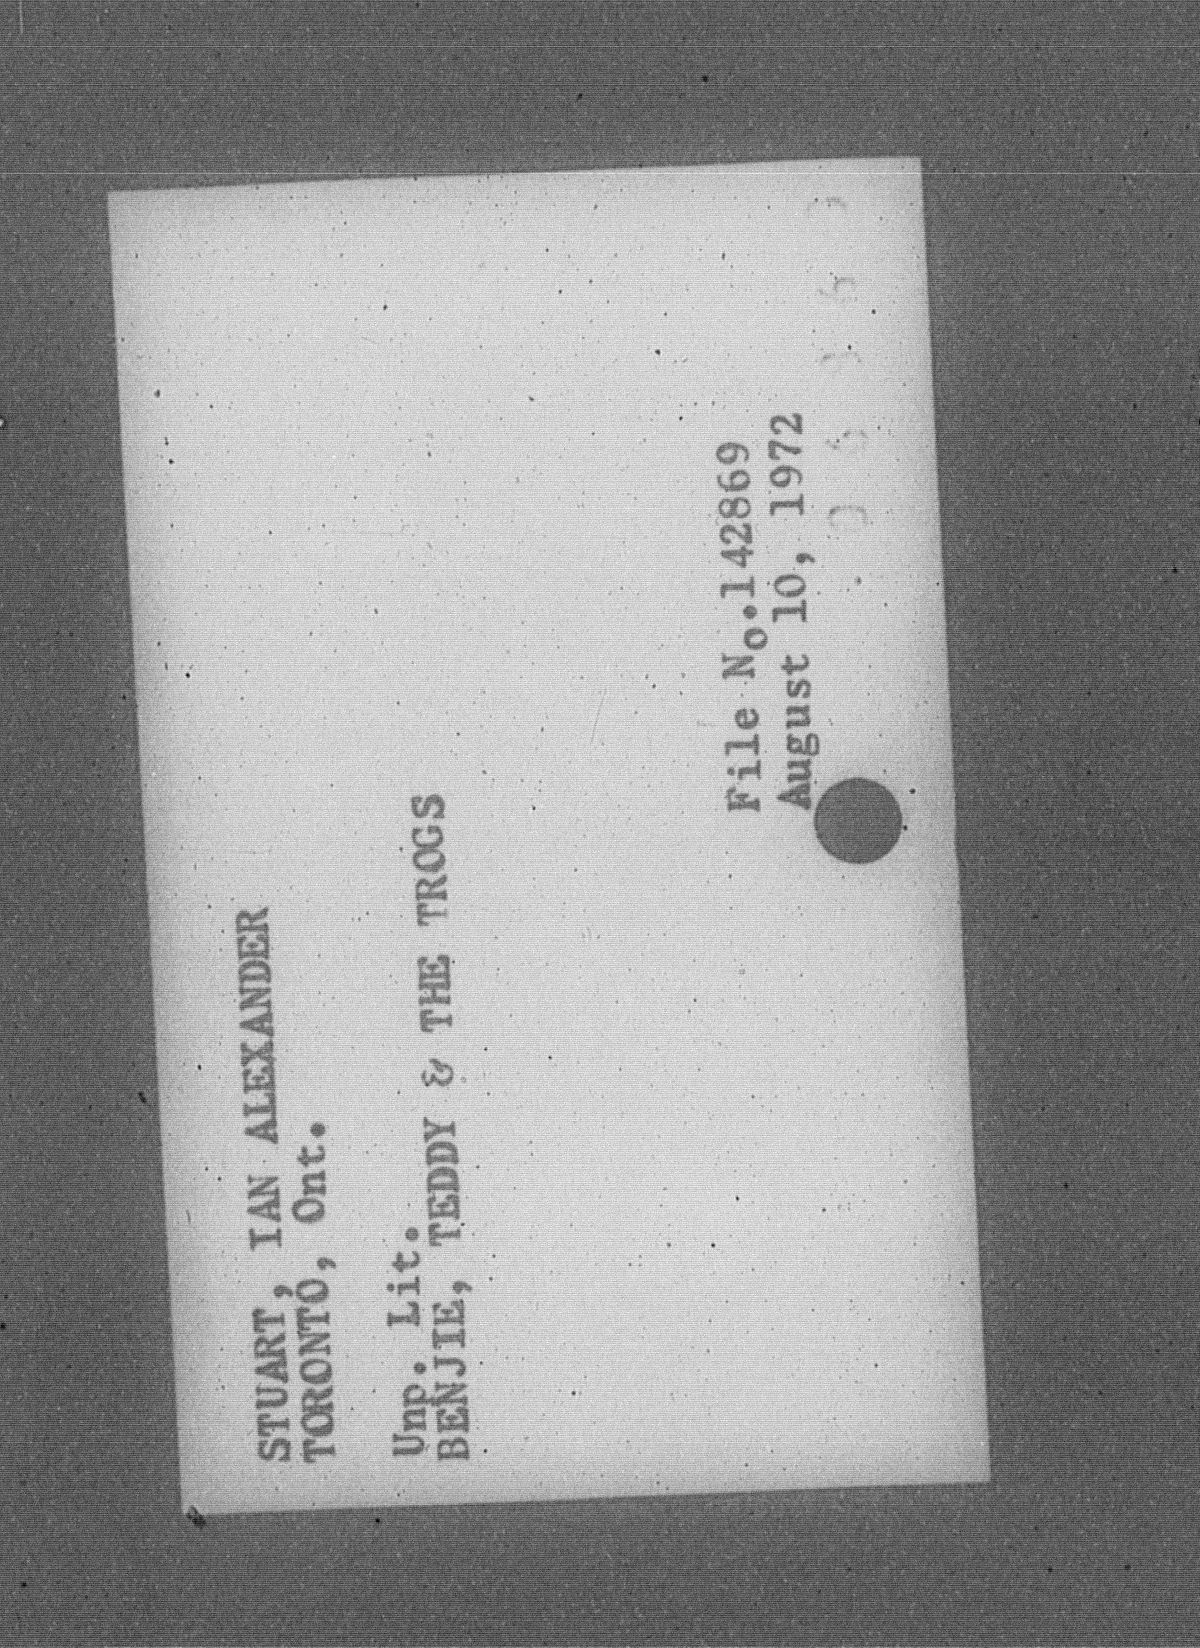 STUART, IAN ALEXANDER
TORONTO, Ont.
Unp. Lit.
BENJIE, TEDDY & THE TROGS
File No.142869
August 10, 1972